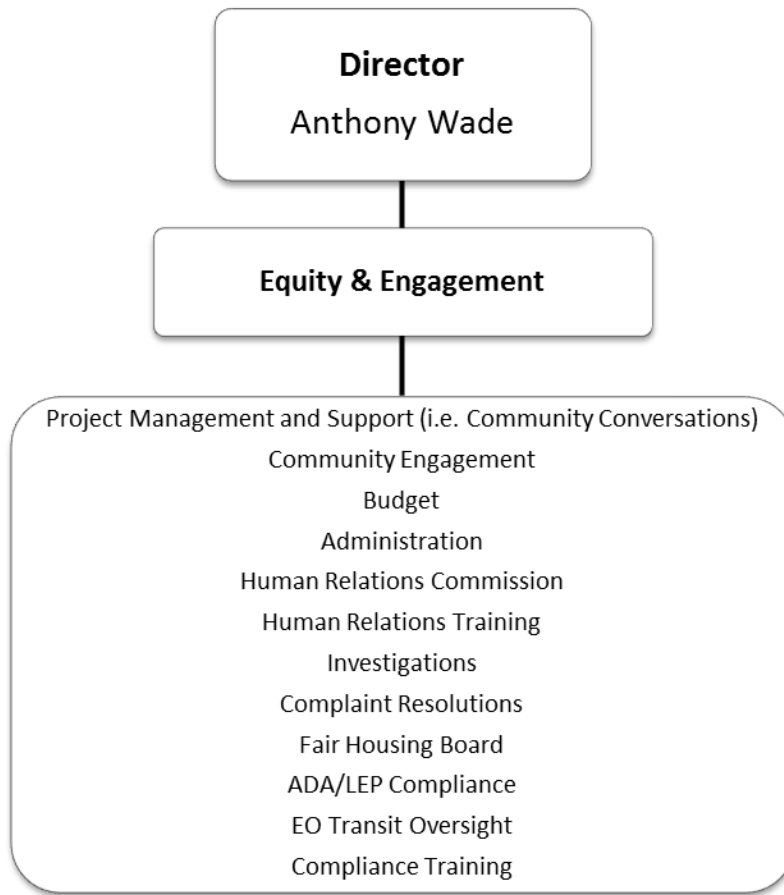 Director
Anthony Wade
Equity & Engagement
Project Management and Support (i.e. Community Conversations)
Community Engagement
Budget
Administration
Human Relations Commission
Human Relations Training
Investigations
Complaint Resolutions
Fair Housing Board
ADA/LEP Compliance
EO Transit Oversight
Compliance Training